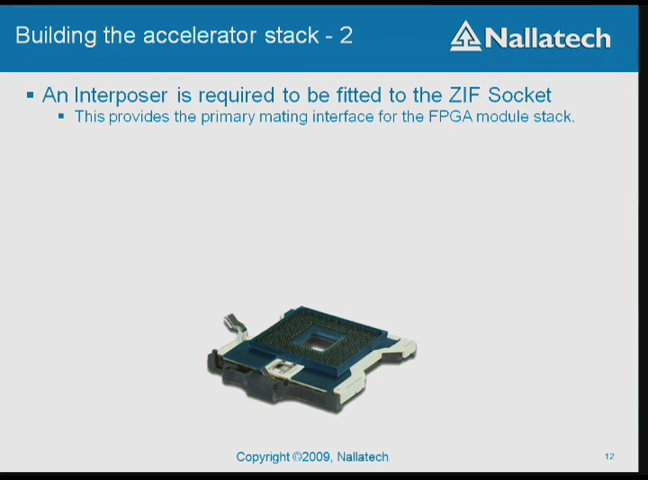 Building the accelerator stack - 2
Nallatech
An Interposer is required to be fitted to the ZIF Socket
This provides the primary mating interface for the FPGA module stack.
Copyright ©2009, Nallatech
12